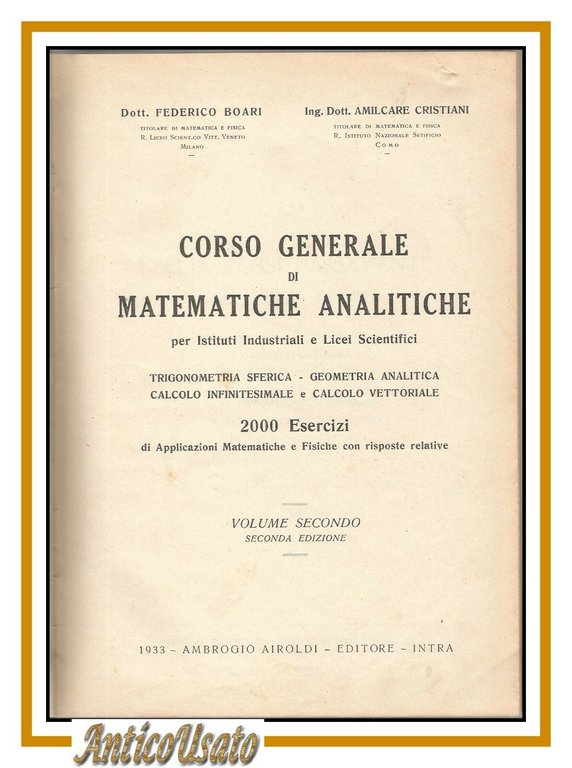 Dott. FEDERICO BOARI
TITOLARE DI MATEMATICA E FISICA
R. LICEO SCIENT.CO VITT. VENETO
MILANO
Ing. Dott. AMILCARE CRISTIANI
TITOLARE DI MATEMATICA E FISICA
R. ISTITUTO NAZIONALE SETIFICIO
COMO
CORSO GENERALE
DI
MATEMATICHE ANALITICHE
per Istituti Industriali e Licei Scientifici
TRIGONOMETRIA SFERICA - GEOMETRIA ANALITICA
CALCOLO INFINITESIMALE e CALCOLO VETTORIALE
2000 Esercizi
di Applicazioni Matematiche e Fisiche con risposte relative
VOLUME SECONDO
SECONDA EDIZIONE
1933 - AMBROGIO AIROLDI - EDITORE - INTRA
AnticoUsato